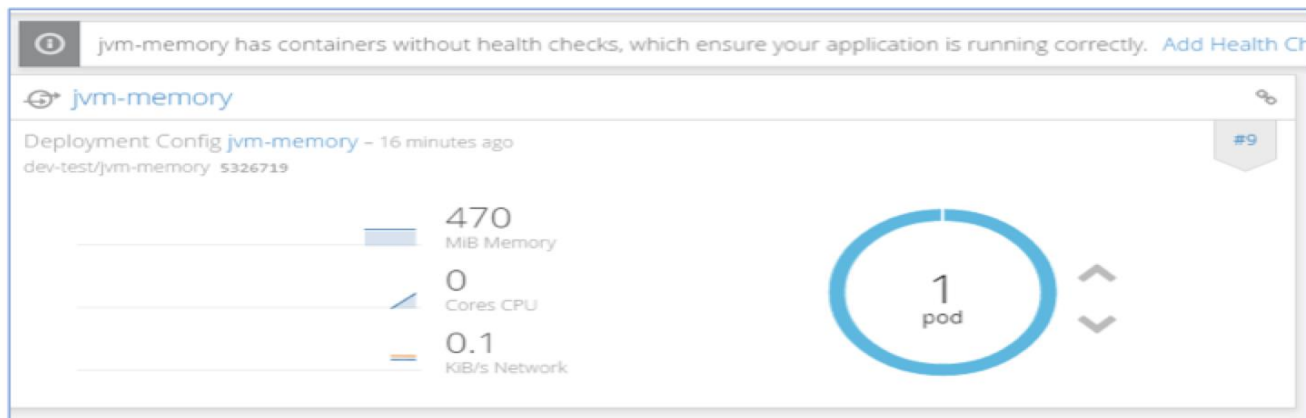 jvm-memory has containers without health checks, which ensure your application is running correctly. Add Health Ch
jvm-memory
Deployment Config jvm-memory – 16 minutes ago
#9
dev-test/jvm-memory 5326719
470
MiB Memory
0
Cores CPU
0.1
KiB/s Network
1
pod